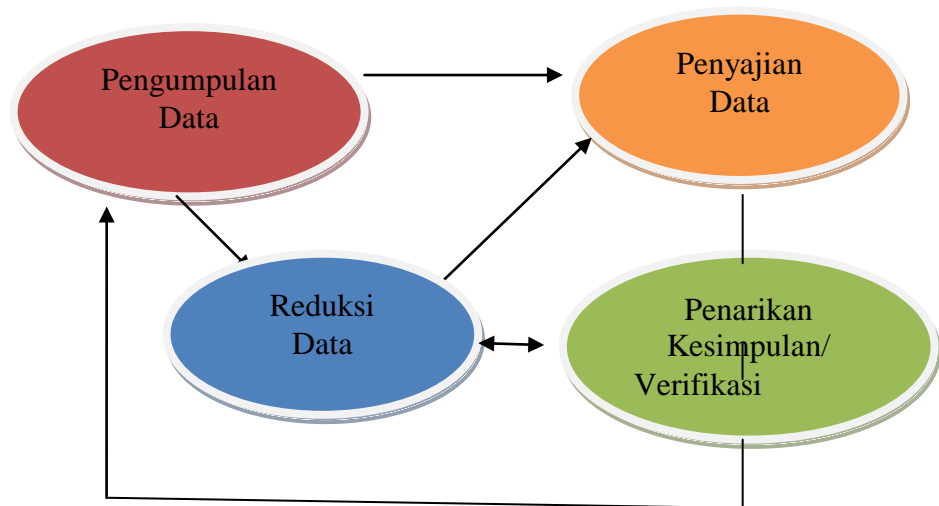 Pengumpulan
Data
Penyajian
Data
Reduksi
Data
Penarikan
Kesimpulan/
Verifikasi